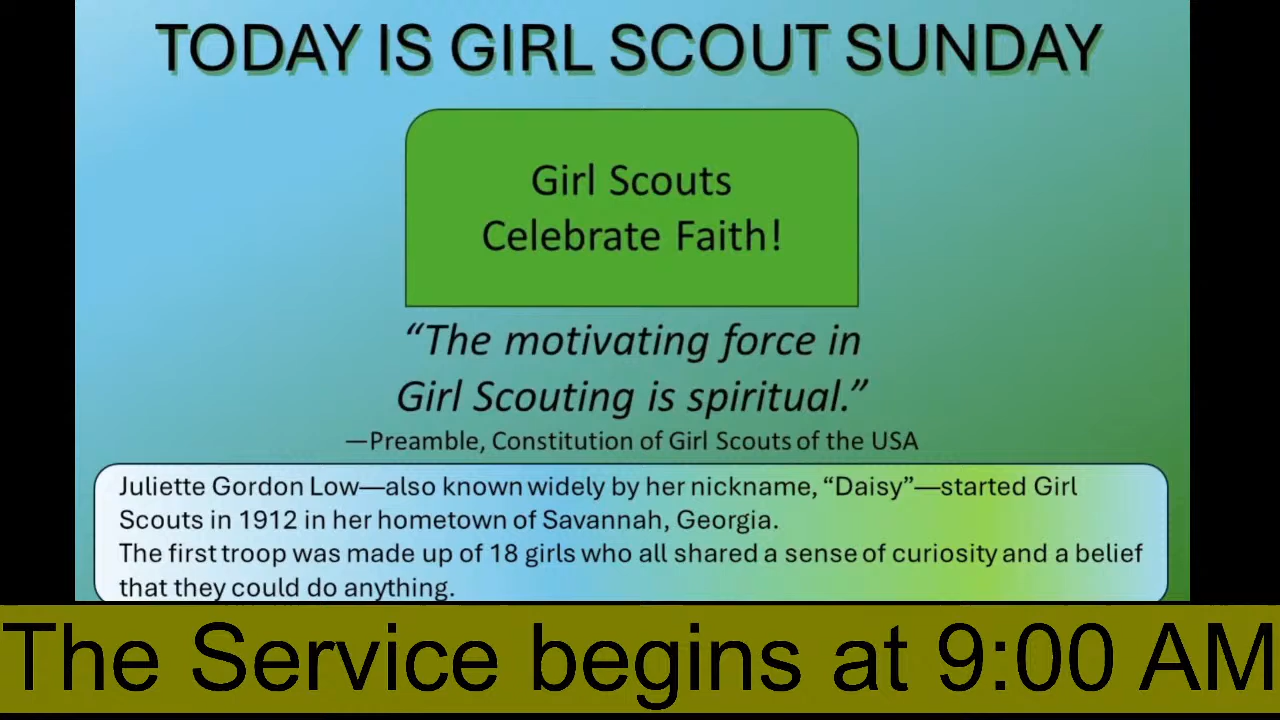 TODAY IS GIRL SCOUT SUNDAY
Girl Scouts
Celebrate Faith!
“The motivating force in
Girl Scouting is spiritual.”
—Preamble, Constitution of Girl Scouts of the USA
Juliette Gordon Low—also known widely by her nickname, “Daisy”—started Girl
Scouts in 1912 in her hometown of Savannah, Georgia.
The first troop was made up of 18 girls who all shared a sense of curiosity and a belief
that they could do anything.
The Service begins at 9:00 AM